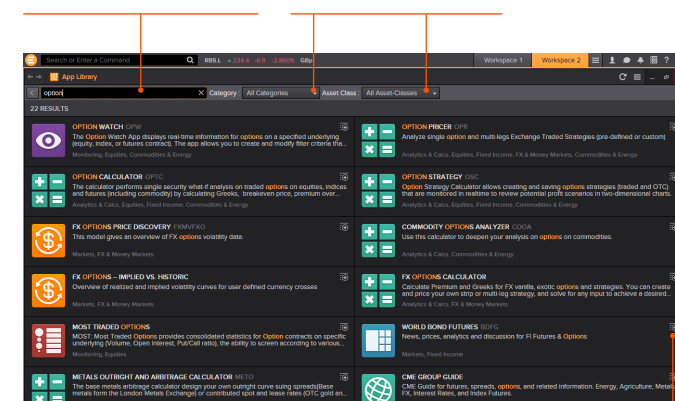 Search or Enter a Command
RBS.L
234.4 -6.9 -2.860% GBp
Workspace 1
Workspace 2
?
App Library
option
Category
All Categories
Asset Class
All Asset-Classes
22 RESULTS
OPTION WATCH OPW
The Option Watch App displays real-time information for options on a specified underlying
(equity, index, or futures contract). The app allows you to create and modify filter criteria tha...
Monitoring, Equities, Commodities & Energy
OPTION PRICER OPR
Analyze single option and multi-legs Exchange Traded Strategies (pre-defined or custom)
Analytics & Calcs, Equities, Fixed Income, FX & Money Markets, Commodities & Energy
OPTION CALCULATOR OPTC
The calculator performs single security what-if analysis on traded options on equities, indices
and futures (including commodity) by calculating Greeks, breakeven price, premium over...
Analytics & Calcs, Equities, Fixed Income, Commodities & Energy
OPTION STRATEGY OSC
Option Strategy Calculator allows creating and saving options strategies (traded and OTC)
that are monitored in realtime to review potential profit scenarios in two-dimensional charts.
Analytics & Calcs, Equities, Fixed Income, FX & Money Markets, Commodities & Energy
FX OPTIONS PRICE DISCOVERY FXMVFXO
This model gives an overview of FX options volatility data.
Markets, FX & Money Markets
COMMODITY OPTIONS ANALYZER COOA
Use this calculator to deepen your analysis on options on commodities.
Analytics & Calcs, Commodities & Energy
FX OPTIONS – IMPLIED VS. HISTORIC
Overview of realized and implied volatility curves for user defined currency crosses
Markets, FX & Money Markets
FX OPTIONS CALCULATOR
Calculate Premium and Greeks for FX vanilla, exotic options and strategies. You can create
and price your own strip or multi-leg strategy, and solve for any input to achieve a desired...
Analytics & Calcs, FX & Money Markets
MOST TRADED OPTIONS
MOST: Most Traded Options provides consolidated statistics for Option contracts on specific
underlying (Volume, Open Interest, Put/Call ratio), the ability to screen according to various...
Monitoring, Equities
WORLD BOND FUTURES BDFG
News, prices, analytics and discussion for FI Futures & Options
Markets, Fixed Income
METALS OUTRIGHT AND ARBITRAGE CALCULATOR METO
The base metals arbitrage calculator design your own outright curve suing spreads(Base
metals form the London Metals Exchange) or contributed spot and lease rates (OTC gold an...
CME GROUP GUIDE
CME Guide for futures, spreads, options, and related information. Energy, Agriculture, Metals
FX, Interest Rates, and Index Futures.